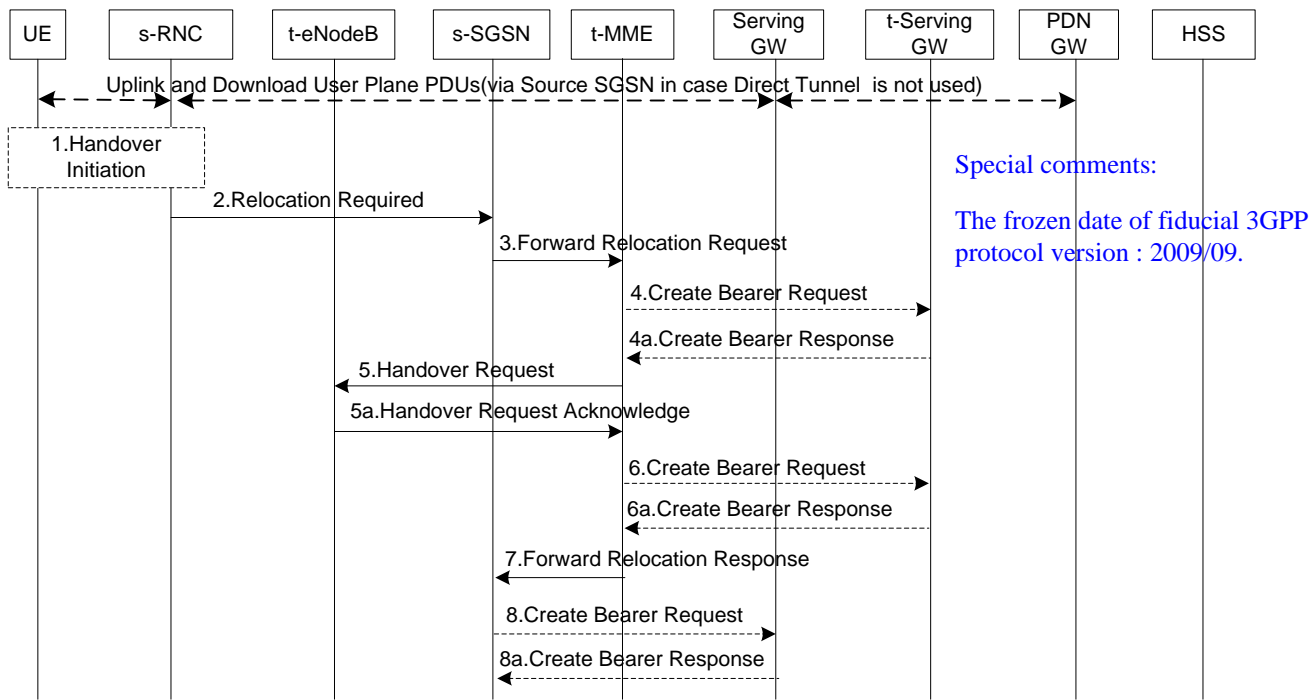 UE
s-RNC
t-eNodeB
s-SGSN
t-MME
Serving
GW
t-Serving
GW
PDN
GW
HSS
Uplink and Download User Plane PDUs(via Source SGSN in case Direct Tunnel is not used)
1.Handover
Initiation
Special comments:
2.Relocation Required
The frozen date of fiducial 3GPP
protocol version : 2009/09.
3.Forward Relocation Request
4.Create Bearer Request
4a.Create Bearer Response
5.Handover Request
5a.Handover Request Acknowledge
6.Create Bearer Request
6a.Create Bearer Response
7.Forward Relocation Response
8.Create Bearer Request
8a.Create Bearer Response